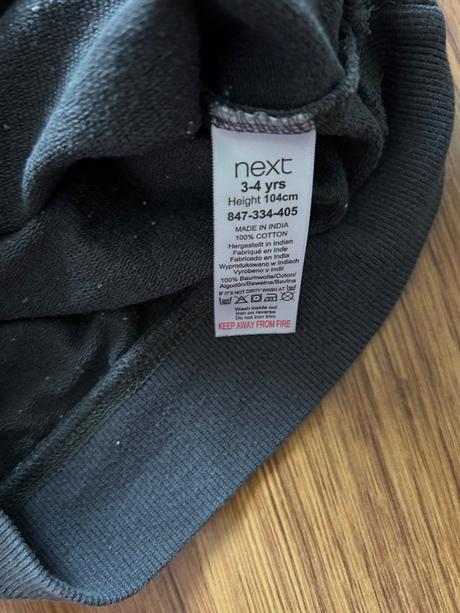 next
3-4 yrs
Height 104cm
847-334-405
MADE IN INDIA
100% COTTON
Hergestellt in Indien
Fabriqué en Inde
Fabricado en India
Wyprodukowano w Indiach
Vyrobeno v Indii
100% Baumwolle/Coton/
Algodón/Bawełna/Bavlna
IF IT'S NOT DIRTY WASH AT
Wash inside out
Iron on reverse
Do not iron trim.
KEEP AWAY FROM FIRE